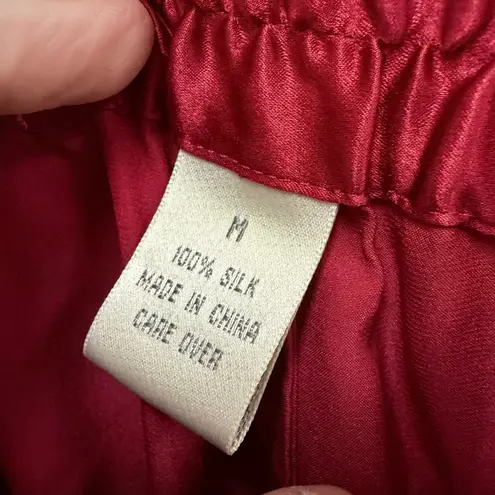 M
100% SILK
MADE IN CHINA
CARE OVER